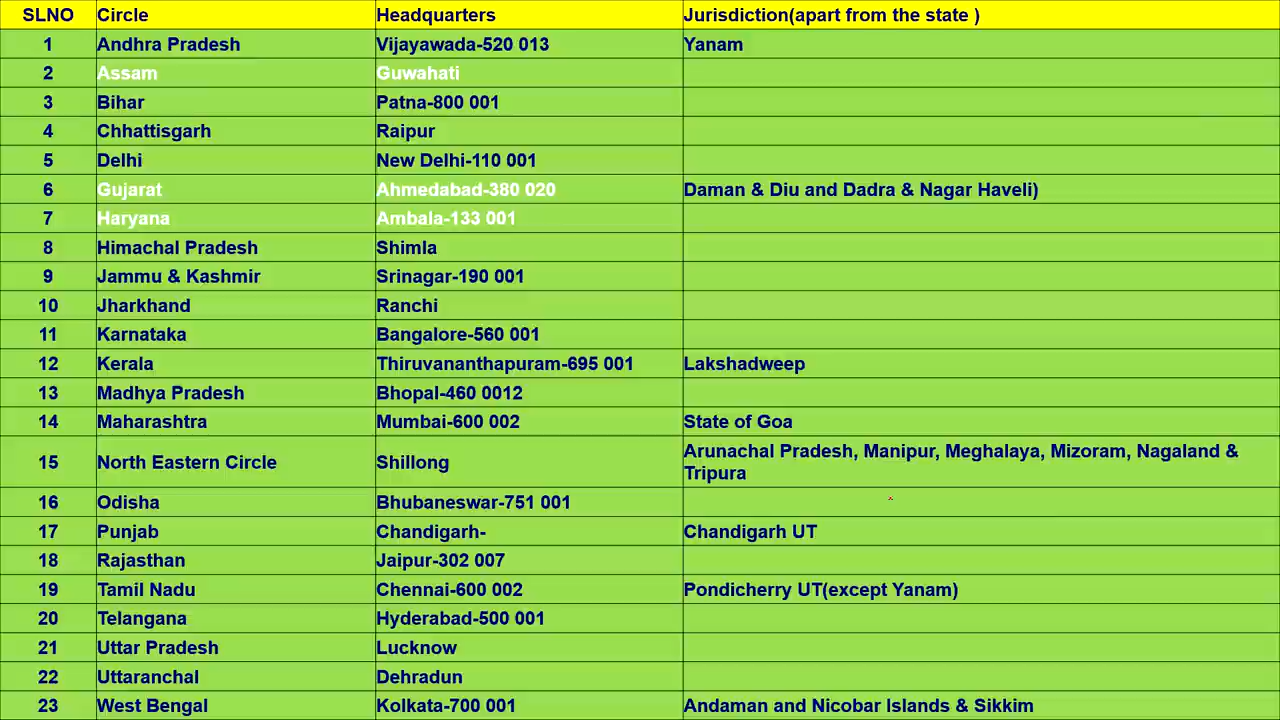 SLNO Circle Headquarters Jurisdiction(apart from the state )
1 Andhra Pradesh Vijayawada-520 013 Yanam
2 Assam Guwahati
3 Bihar Patna-800 001
4 Chhattisgarh Raipur
5 Delhi New Delhi-110 001
6 Gujarat Ahmedabad-380 020 Daman & Diu and Dadra & Nagar Haveli)
7 Haryana Ambala-133 001
8 Himachal Pradesh Shimla
9 Jammu & Kashmir Srinagar-190 001
10 Jharkhand Ranchi
11 Karnataka Bangalore-560 001
12 Kerala Thiruvananthapuram-695 001 Lakshadweep
13 Madhya Pradesh Bhopal-460 0012
14 Maharashtra Mumbai-600 002 State of Goa
15 North Eastern Circle Shillong Arunachal Pradesh, Manipur, Meghalaya, Mizoram, Nagaland &
Tripura
16 Odisha Bhubaneswar-751 001
17 Punjab Chandigarh- Chandigarh UT
18 Rajasthan Jaipur-302 007
19 Tamil Nadu Chennai-600 002 Pondicherry UT(except Yanam)
20 Telangana Hyderabad-500 001
21 Uttar Pradesh Lucknow
22 Uttaranchal Dehradun
23 West Bengal Kolkata-700 001 Andaman and Nicobar Islands & Sikkim